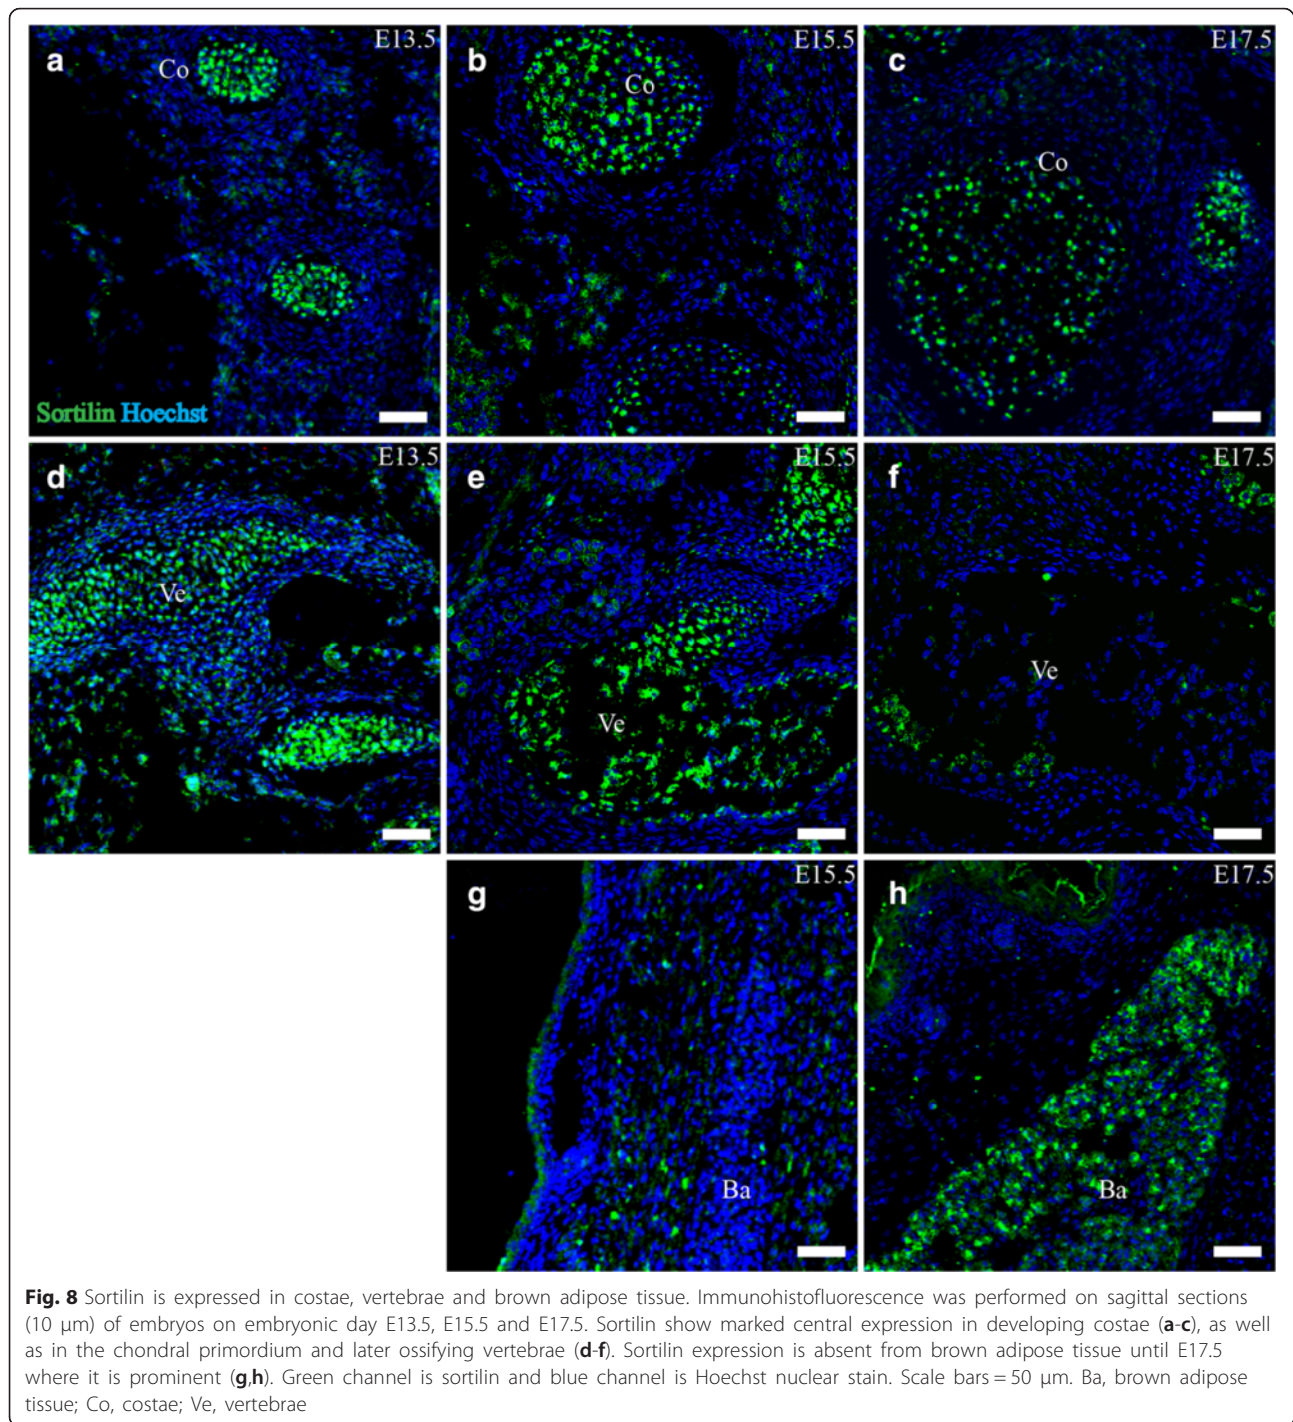 a
E13.5
Co
Sortilin Hoechst
b
E15.5
Co
c
E17.5
Co
d
E13.5
Ve
e
E15.5
Ve
f
E17.5
Ve
g
E15.5
Ba
h
E17.5
Ba
Fig. 8 Sortilin is expressed in costae, vertebrae and brown adipose tissue. Immunohistofluorescence was performed on sagittal sections
(10 μm) of embryos on embryonic day E13.5, E15.5 and E17.5. Sortilin show marked central expression in developing costae (a-c), as well
as in the chondral primordium and later ossifying vertebrae (d-f). Sortilin expression is absent from brown adipose tissue until E17.5
where it is prominent (g,h). Green channel is sortilin and blue channel is Hoechst nuclear stain. Scale bars = 50 μm. Ba, brown adipose
tissue; Co, costae; Ve, vertebrae